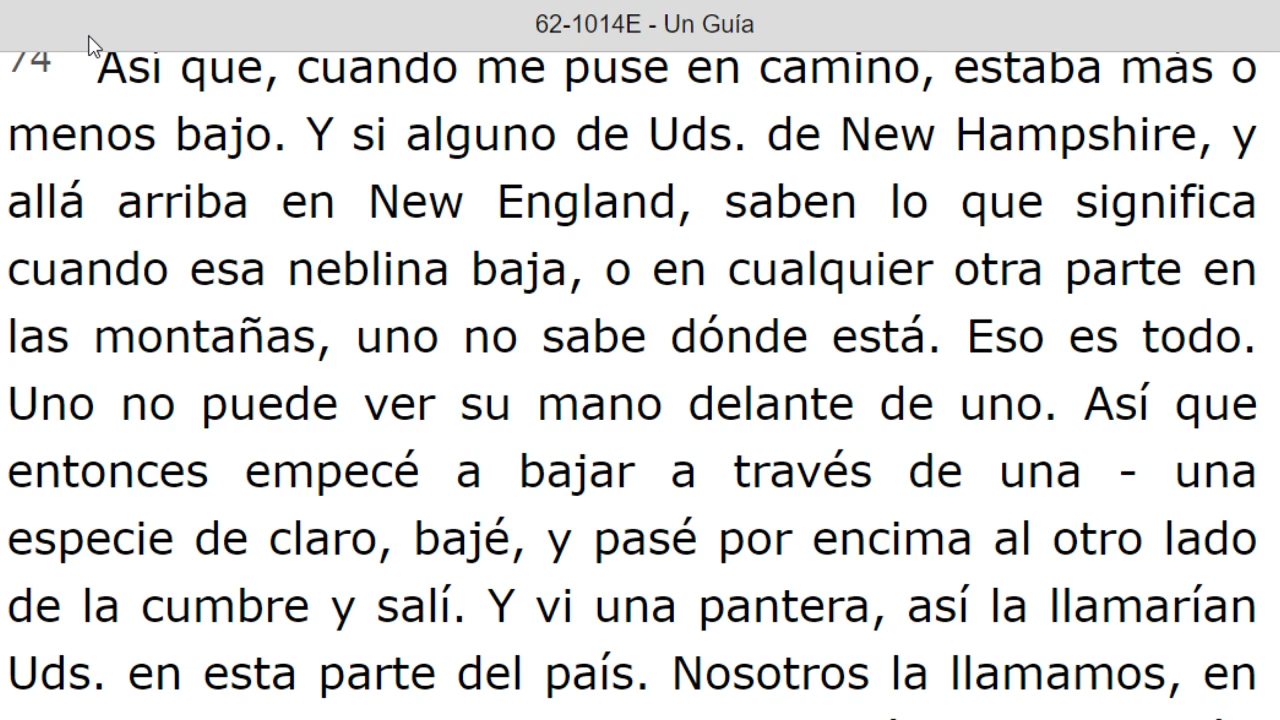 62-1014E - Un Guía
74 Así que, cuando me puse en camino, estaba más o
menos bajo. Y si alguno de Uds. de New Hampshire, y
allá arriba en New England, saben lo que significa
cuando esa neblina baja, o en cualquier otra parte en
las montañas, uno no sabe dónde está. Eso es todo.
Uno no puede ver su mano delante de uno. Así que
entonces empecé a bajar a través de una - una
especie de claro, bajé, y pasé por encima al otro lado
de la cumbre y salí. Y vi una pantera, así la llamarían
Uds. en esta parte del país. Nosotros la llamamos, en